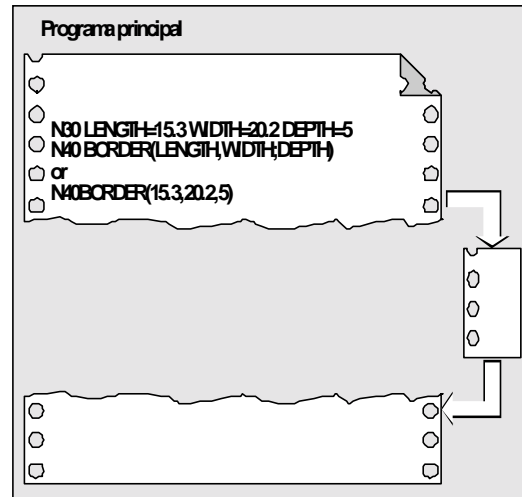 Programa principal
N30 LENGTH=15.3 WIDTH=20.2 DEPTH=5
N40 BORDER(LENGTH,WIDTH;DEPTH)
or
N40BORDER(15.3,20.2,5)